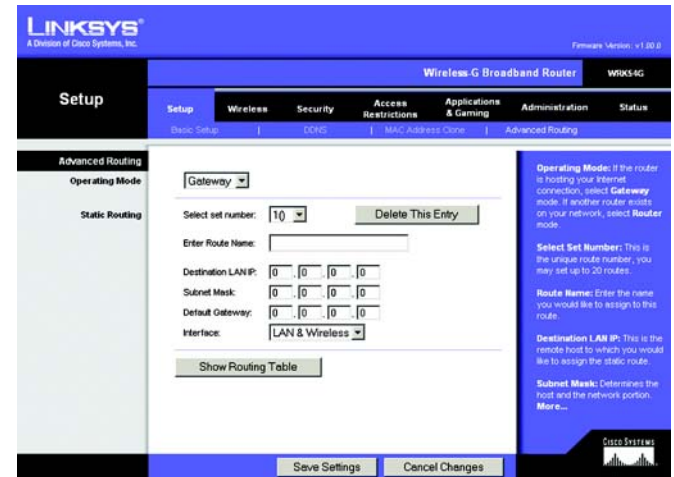 LINKSYS®
A Division of Cisco Systems, Inc.
Firmware Version: v1.00.0
Wireless-G Broadband Router WRK54G
Setup
Setup Wireless Security Access Restrictions Applications & Gaming Administration Status
Basic Setup | DDNS | MAC Address Clone | Advanced Routing
Advanced Routing
Operating Mode
Gateway
Static Routing
Select set number: 1() Delete This Entry
Enter Route Name:
Destination LAN IP: 0 . 0 . 0 . 0
Subnet Mask: 0 . 0 . 0 . 0
Default Gateway: 0 . 0 . 0 . 0
Interface: LAN & Wireless
Show Routing Table
Operating Mode: If the router
is hosting your Internet
connection, select Gateway
mode. If another router exists
on your network, select Router
mode.
Select Set Number: This is
the unique route number, you
may set up to 20 routes.
Route Name: Enter the name
you would like to assign to this
route.
Destination LAN IP: This is the
remote host to which you would
like to assign the static route.
Subnet Mask: Determines the
host and the network portion.
More...
Save Settings Cancel Changes
CISCO SYSTEMS